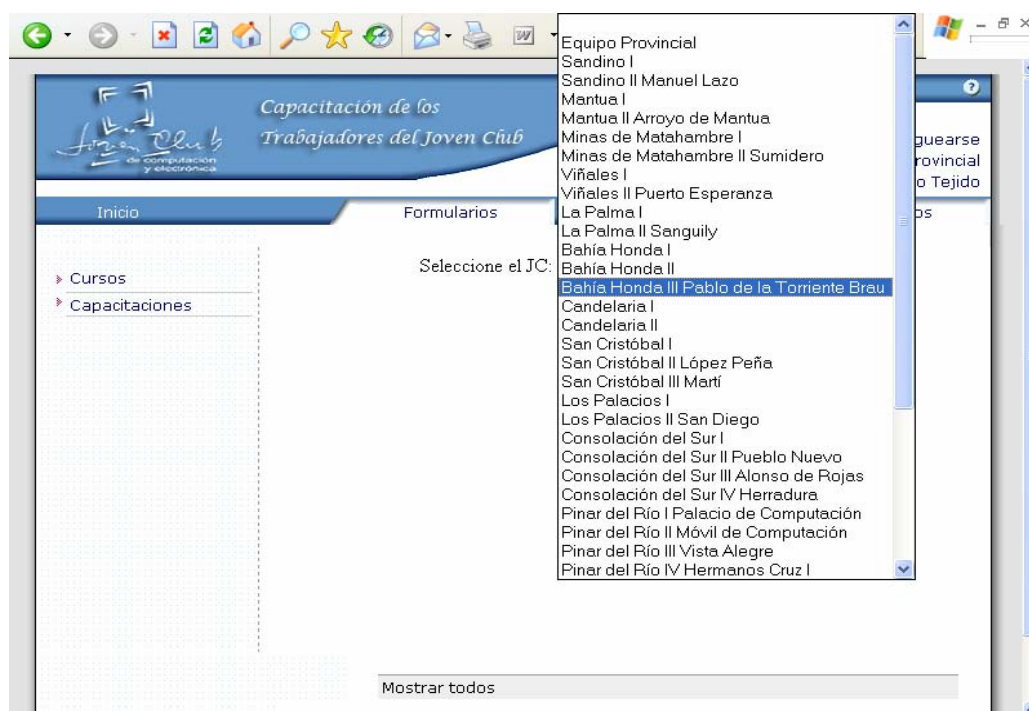 Equipo Provincial
Sandino I
Sandino II Manuel Lazo
Mantua I
Mantua II Arroyo de Mantua
Minas de Matahambre I
Minas de Matahambre II Sumidero
Viñales I
Viñales II Puerto Esperanza
La Palma I
La Palma II Sanguily
Bahía Honda I
Bahía Honda II
Bahía Honda III Pablo de la Torriente Brau
Candelaria I
Candelaria II
San Cristóbal I
San Cristóbal II López Peña
San Cristóbal III Martí
Los Palacios I
Los Palacios II San Diego
Consolación del Sur I
Consolación del Sur II Pueblo Nuevo
Consolación del Sur III Alonso de Rojas
Consolación del Sur IV Herradura
Pinar del Río I Palacio de Computación
Pinar del Río II Móvil de Computación
Pinar del Río III Vista Alegre
Pinar del Río IV Hermanos Cruz I
Joven Club
de computación
y electrónica
Capacitación de los
Trabajadores del Joven Club
guearse
rovincial
o Tejido
Inicio
Formularios
os
Cursos
Capacitaciones
Seleccione el JC:
Mostrar todos